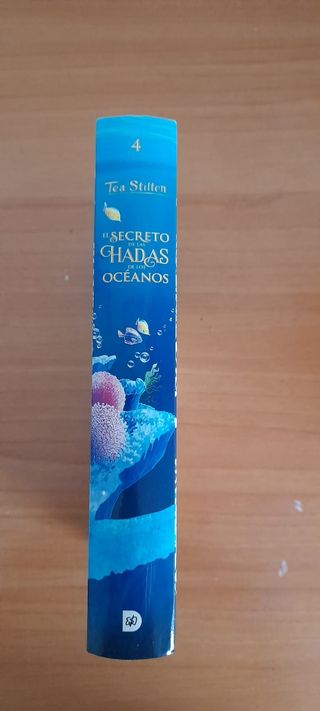 4
Tea Stilton
EL SECRETO
DE LAS
HADAS
DE LOS
OCÉANOS